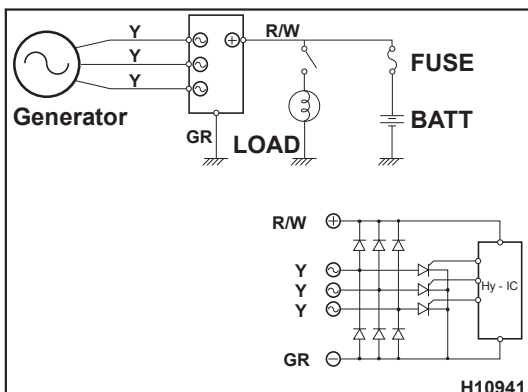 Y R/W
Y
Y
FUSE
Generator
GR
LOAD
BATT
R/W
Y
Y
Y
Hy - IC
GR
H10941